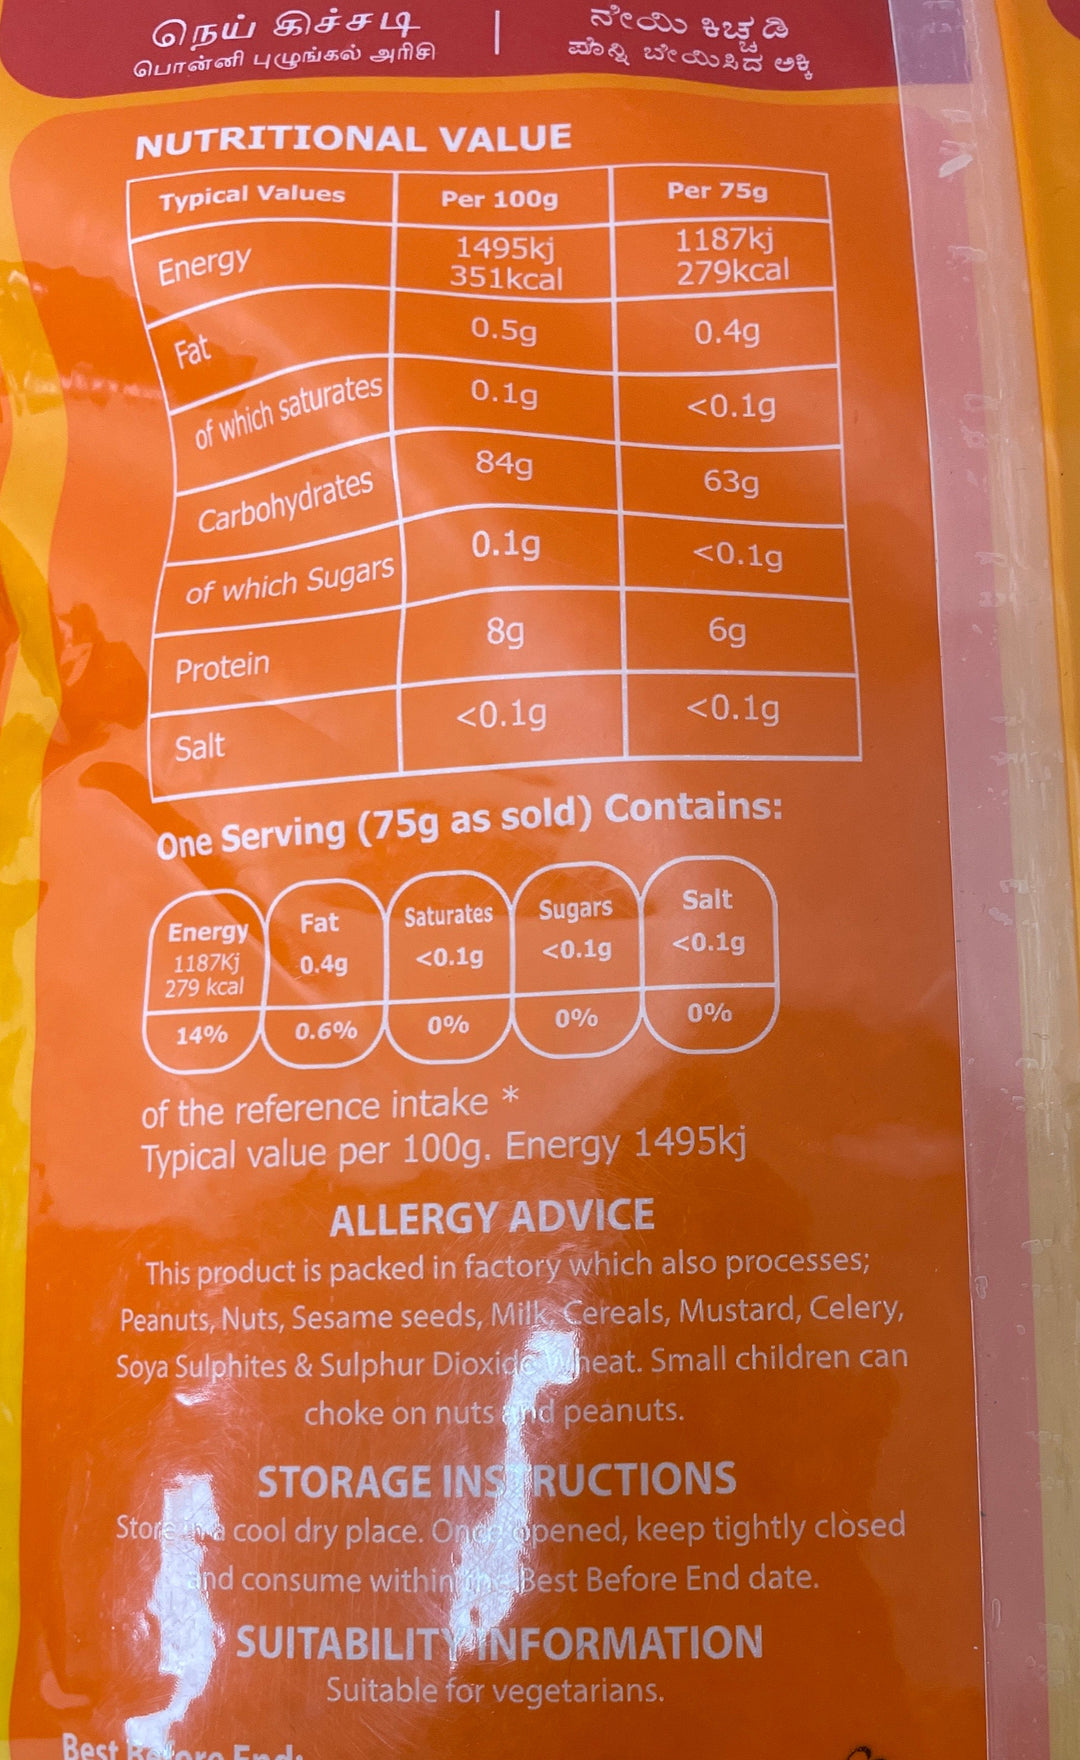 நெய் கிச்சடி | ನೇಯಿ ಕಿಚ್ಚಡಿ
பொன்னி புழுங்கல் அரிசி ಪೊನ್ನಿ ಬೇಯಿಸಿದ ಅಕ್ಕಿ
NUTRITIONAL VALUE
Typical Values Per 100g Per 75g
Energy 1495kj 1187kj
351kcal 279kcal
Fat 0.5g 0.4g
of which saturates 0.1g <0.1g
Carbohydrates 84g 63g
of which Sugars 0.1g <0.1g
Protein 8g 6g
Salt <0.1g <0.1g
One Serving (75g as sold) Contains:
Energy Fat Saturates Sugars Salt
1187Kj 0.4g <0.1g <0.1g <0.1g
279 kcal
14% 0.6% 0% 0% 0%
of the reference intake *
Typical value per 100g. Energy 1495kj
ALLERGY ADVICE
This product is packed in factory which also processes;
Peanuts, Nuts, Sesame seeds, Milk, Cereals, Mustard, Celery,
Soya Sulphites & Sulphur Dioxide Wheat. Small children can
choke on nuts and peanuts.
STORAGE INSTRUCTIONS
Store in a cool dry place. Once opened, keep tightly closed
and consume within the Best Before End date.
SUITABILITY INFORMATION
Suitable for vegetarians.
Best Before End: